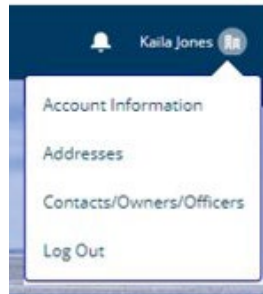 Kaila Jones
Account Information
Addresses
Contacts/Owners/Officers
Log Out